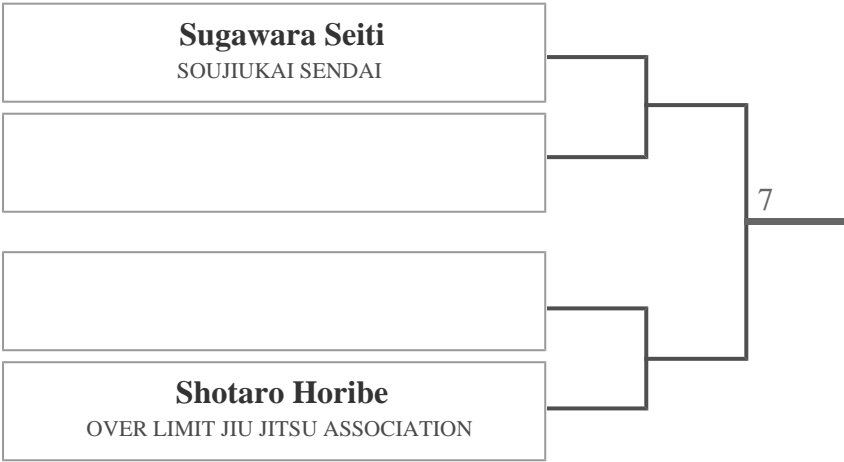 Sugawara Seiti
SOUJIUKAI SENDAI
7
Shotaro Horibe
OVER LIMIT JIU JITSU ASSOCIATION